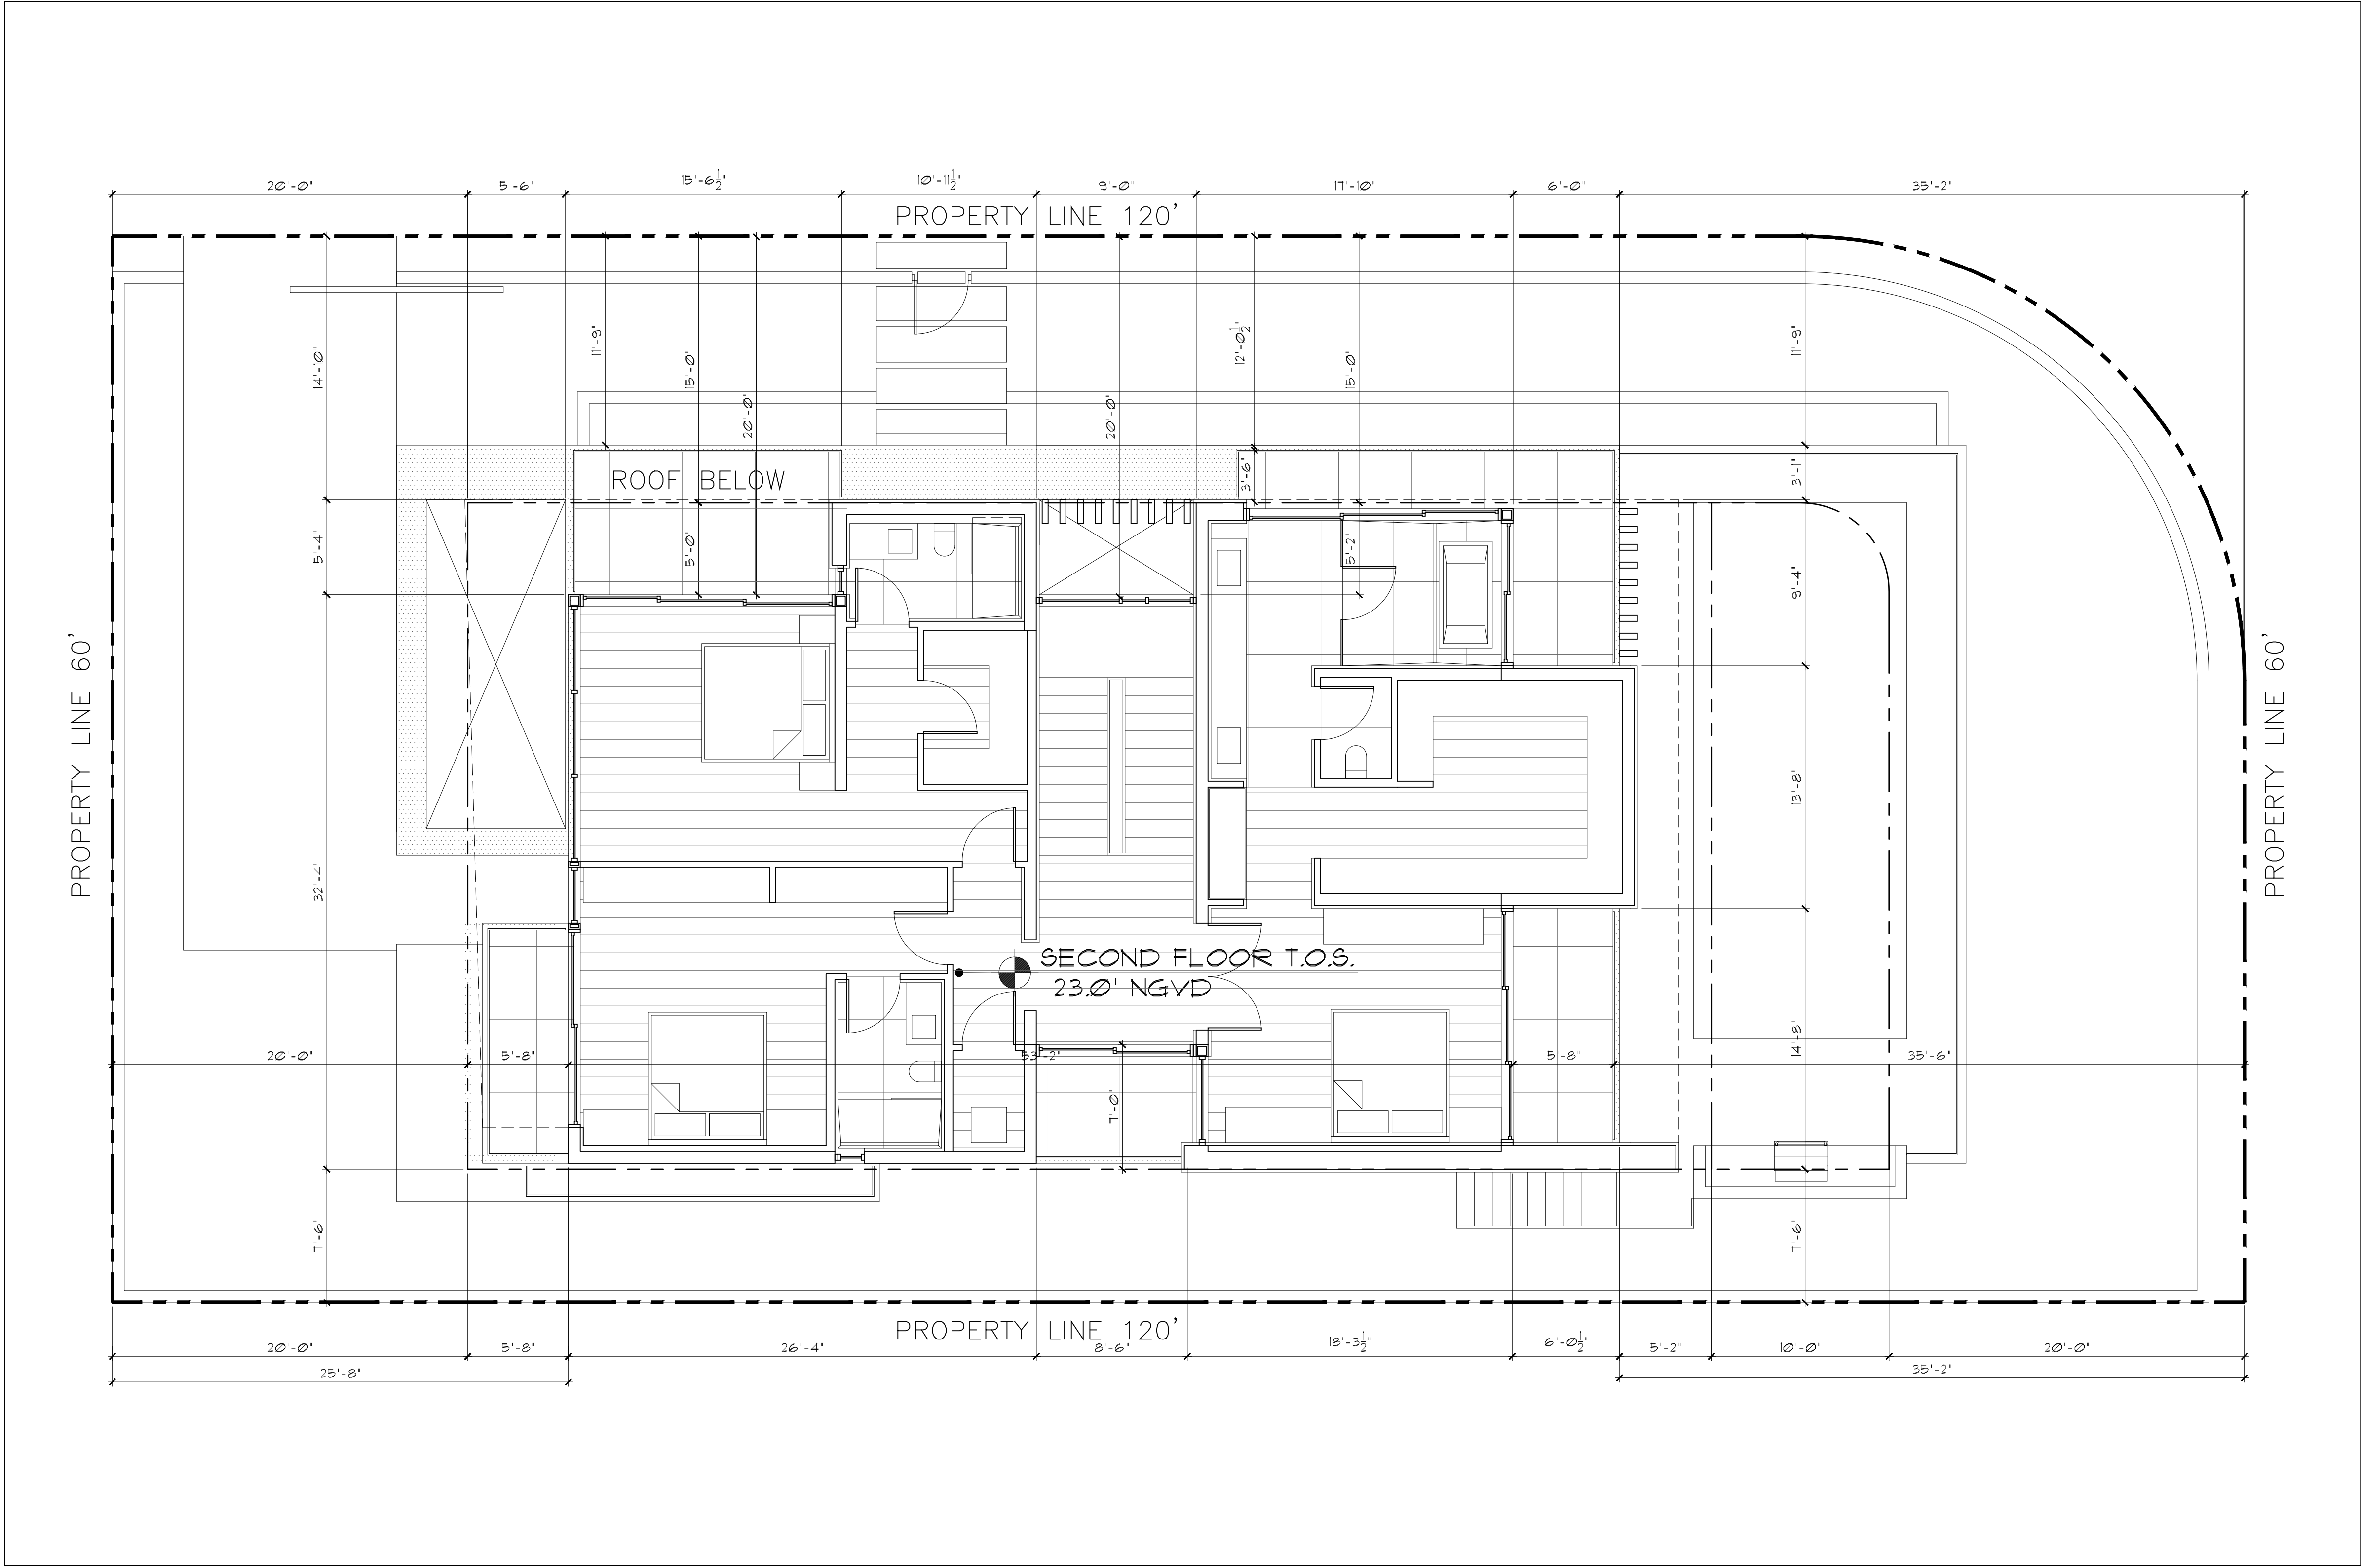 20'-0" 5'-6" 15'-6½" 10'-11½" 9'-0" 17'-10" 6'-0" 35'-2"
PROPERTY LINE 120'
14'-10"
11'-9"
15'-0"
20'-0"
20'-0"
12'-0½"
15'-0"
11'-9"
ROOF BELOW
3'-6"
3'-1"
5'-4"
5'-0"
5'-2"
9'-4"
PROPERTY LINE 60'
PROPERTY LINE 60'
13'-8"
32'-4"
SECOND FLOOR T.O.S.
23.0' NGVD
20'-0" 5'-8" 53'-2" 5'-8" 35'-6"
14'-8"
7'-0"
7'-6"
7'-6"
PROPERTY LINE 120'
20'-0" 5'-8" 26'-4" 8'-6" 18'-3½" 6'-0½" 5'-2" 10'-0" 20'-0"
25'-8" 35'-2"